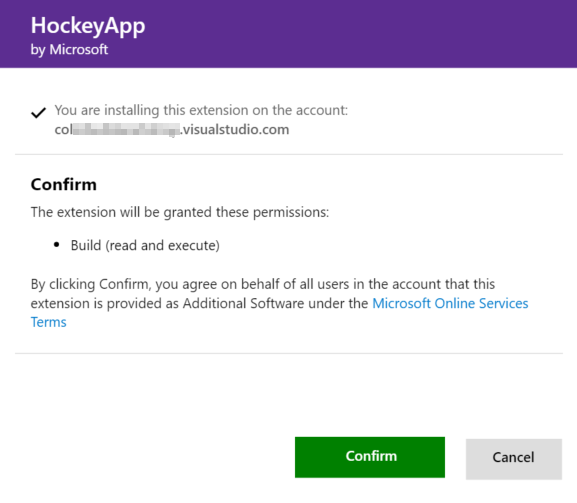 HockeyApp
by Microsoft
You are installing this extension on the account:
.visualstudio.com
Confirm
The extension will be granted these permissions:
• Build (read and execute)
By clicking Confirm, you agree on behalf of all users in the account that this
extension is provided as Additional Software under the Microsoft Online Services
Terms
Confirm
Cancel